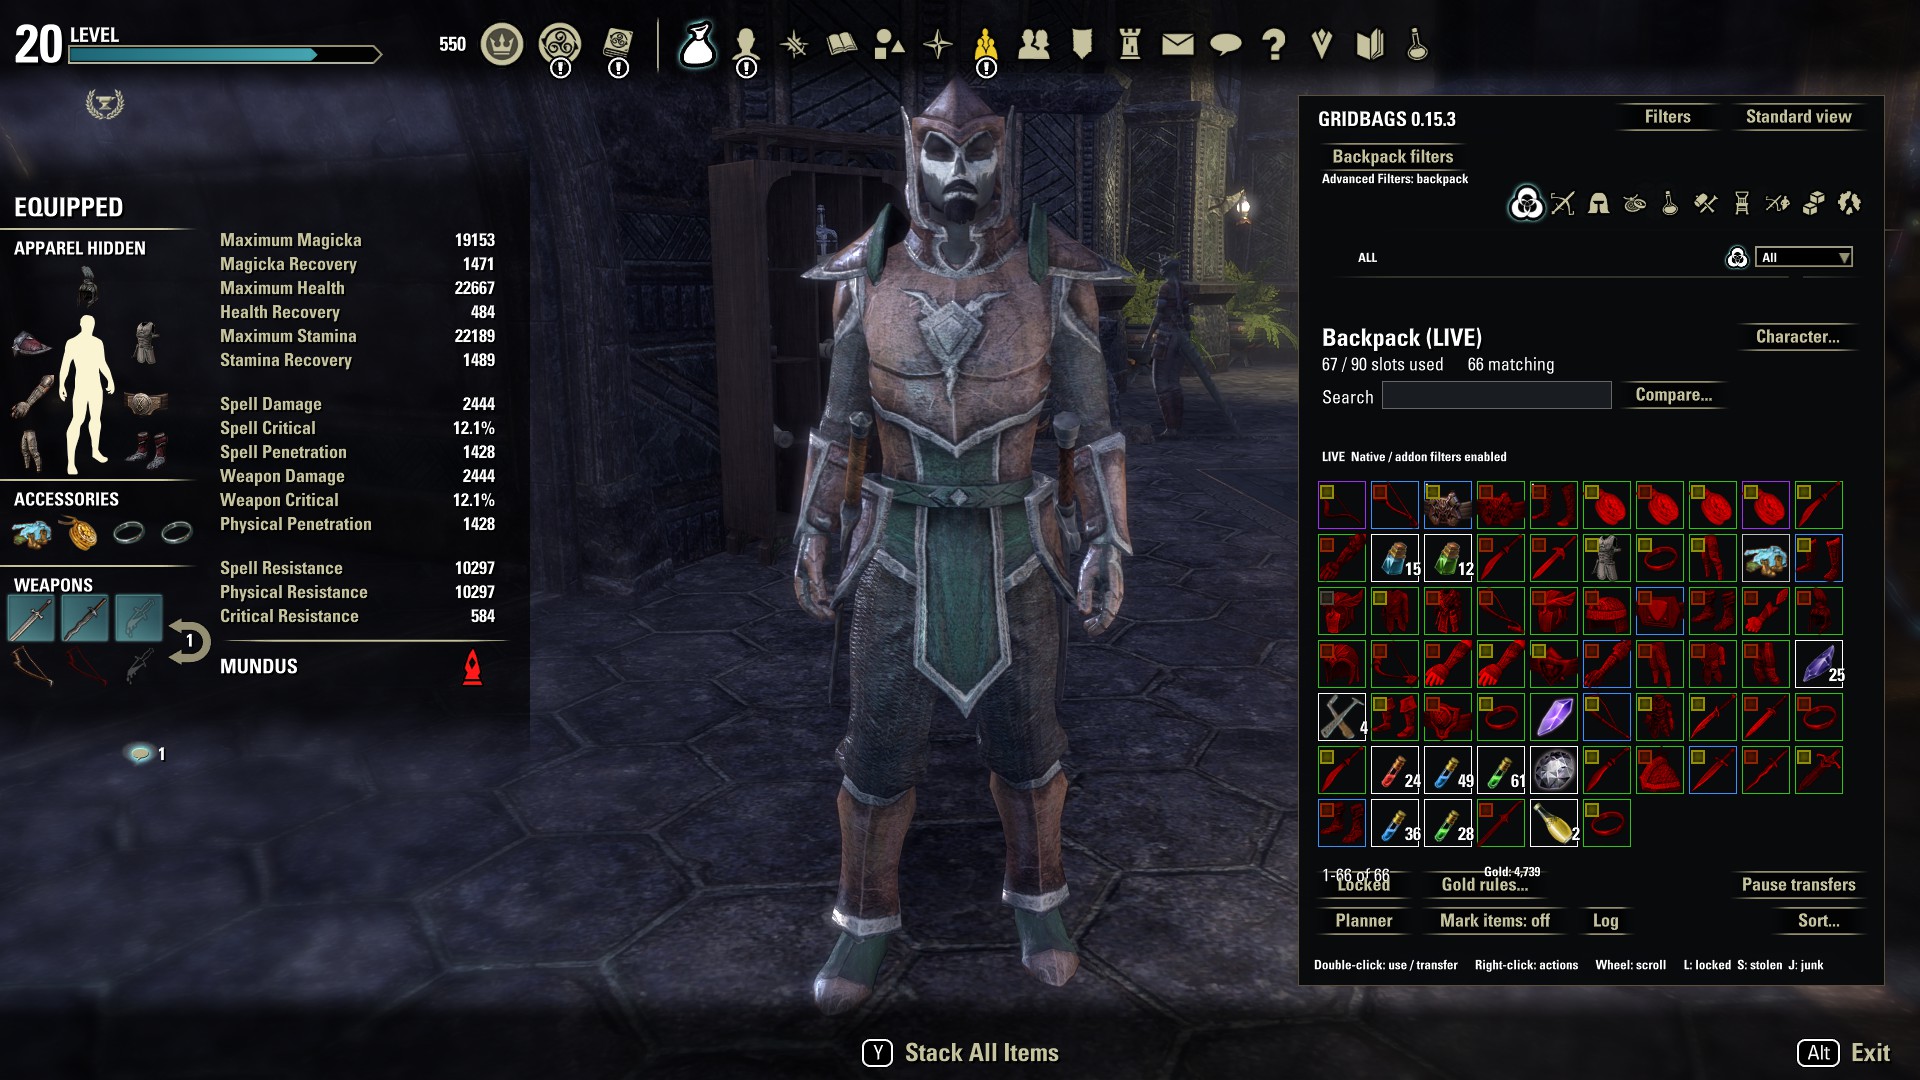 20 LEVEL
550
EQUIPPED
APPAREL HIDDEN
ACCESSORIES
WEAPONS
1
1
Maximum Magicka 19153
Magicka Recovery 1471
Maximum Health 22667
Health Recovery 484
Maximum Stamina 22189
Stamina Recovery 1489
Spell Damage 2444
Spell Critical 12.1%
Spell Penetration 1428
Weapon Damage 2444
Weapon Critical 12.1%
Physical Penetration 1428
Spell Resistance 10297
Physical Resistance 10297
Critical Resistance 584
MUNDUS
GRIDBAGS 0.15.3
Filters
Standard view
Backpack filters
Advanced Filters: backpack
ALL
All
Backpack (LIVE)
Character...
67 / 90 slots used 66 matching
Search
Compare...
LIVE Native / addon filters enabled
15 12
25
4
24 49 61
36 28 2
1-66 of 66
Gold: 4,739
Locked
Gold rules...
Pause transfers
Planner
Mark items: off
Log
Sort...
Double-click: use / transfer Right-click: actions Wheel: scroll L: locked S: stolen J: junk
Y Stack All Items
Alt Exit